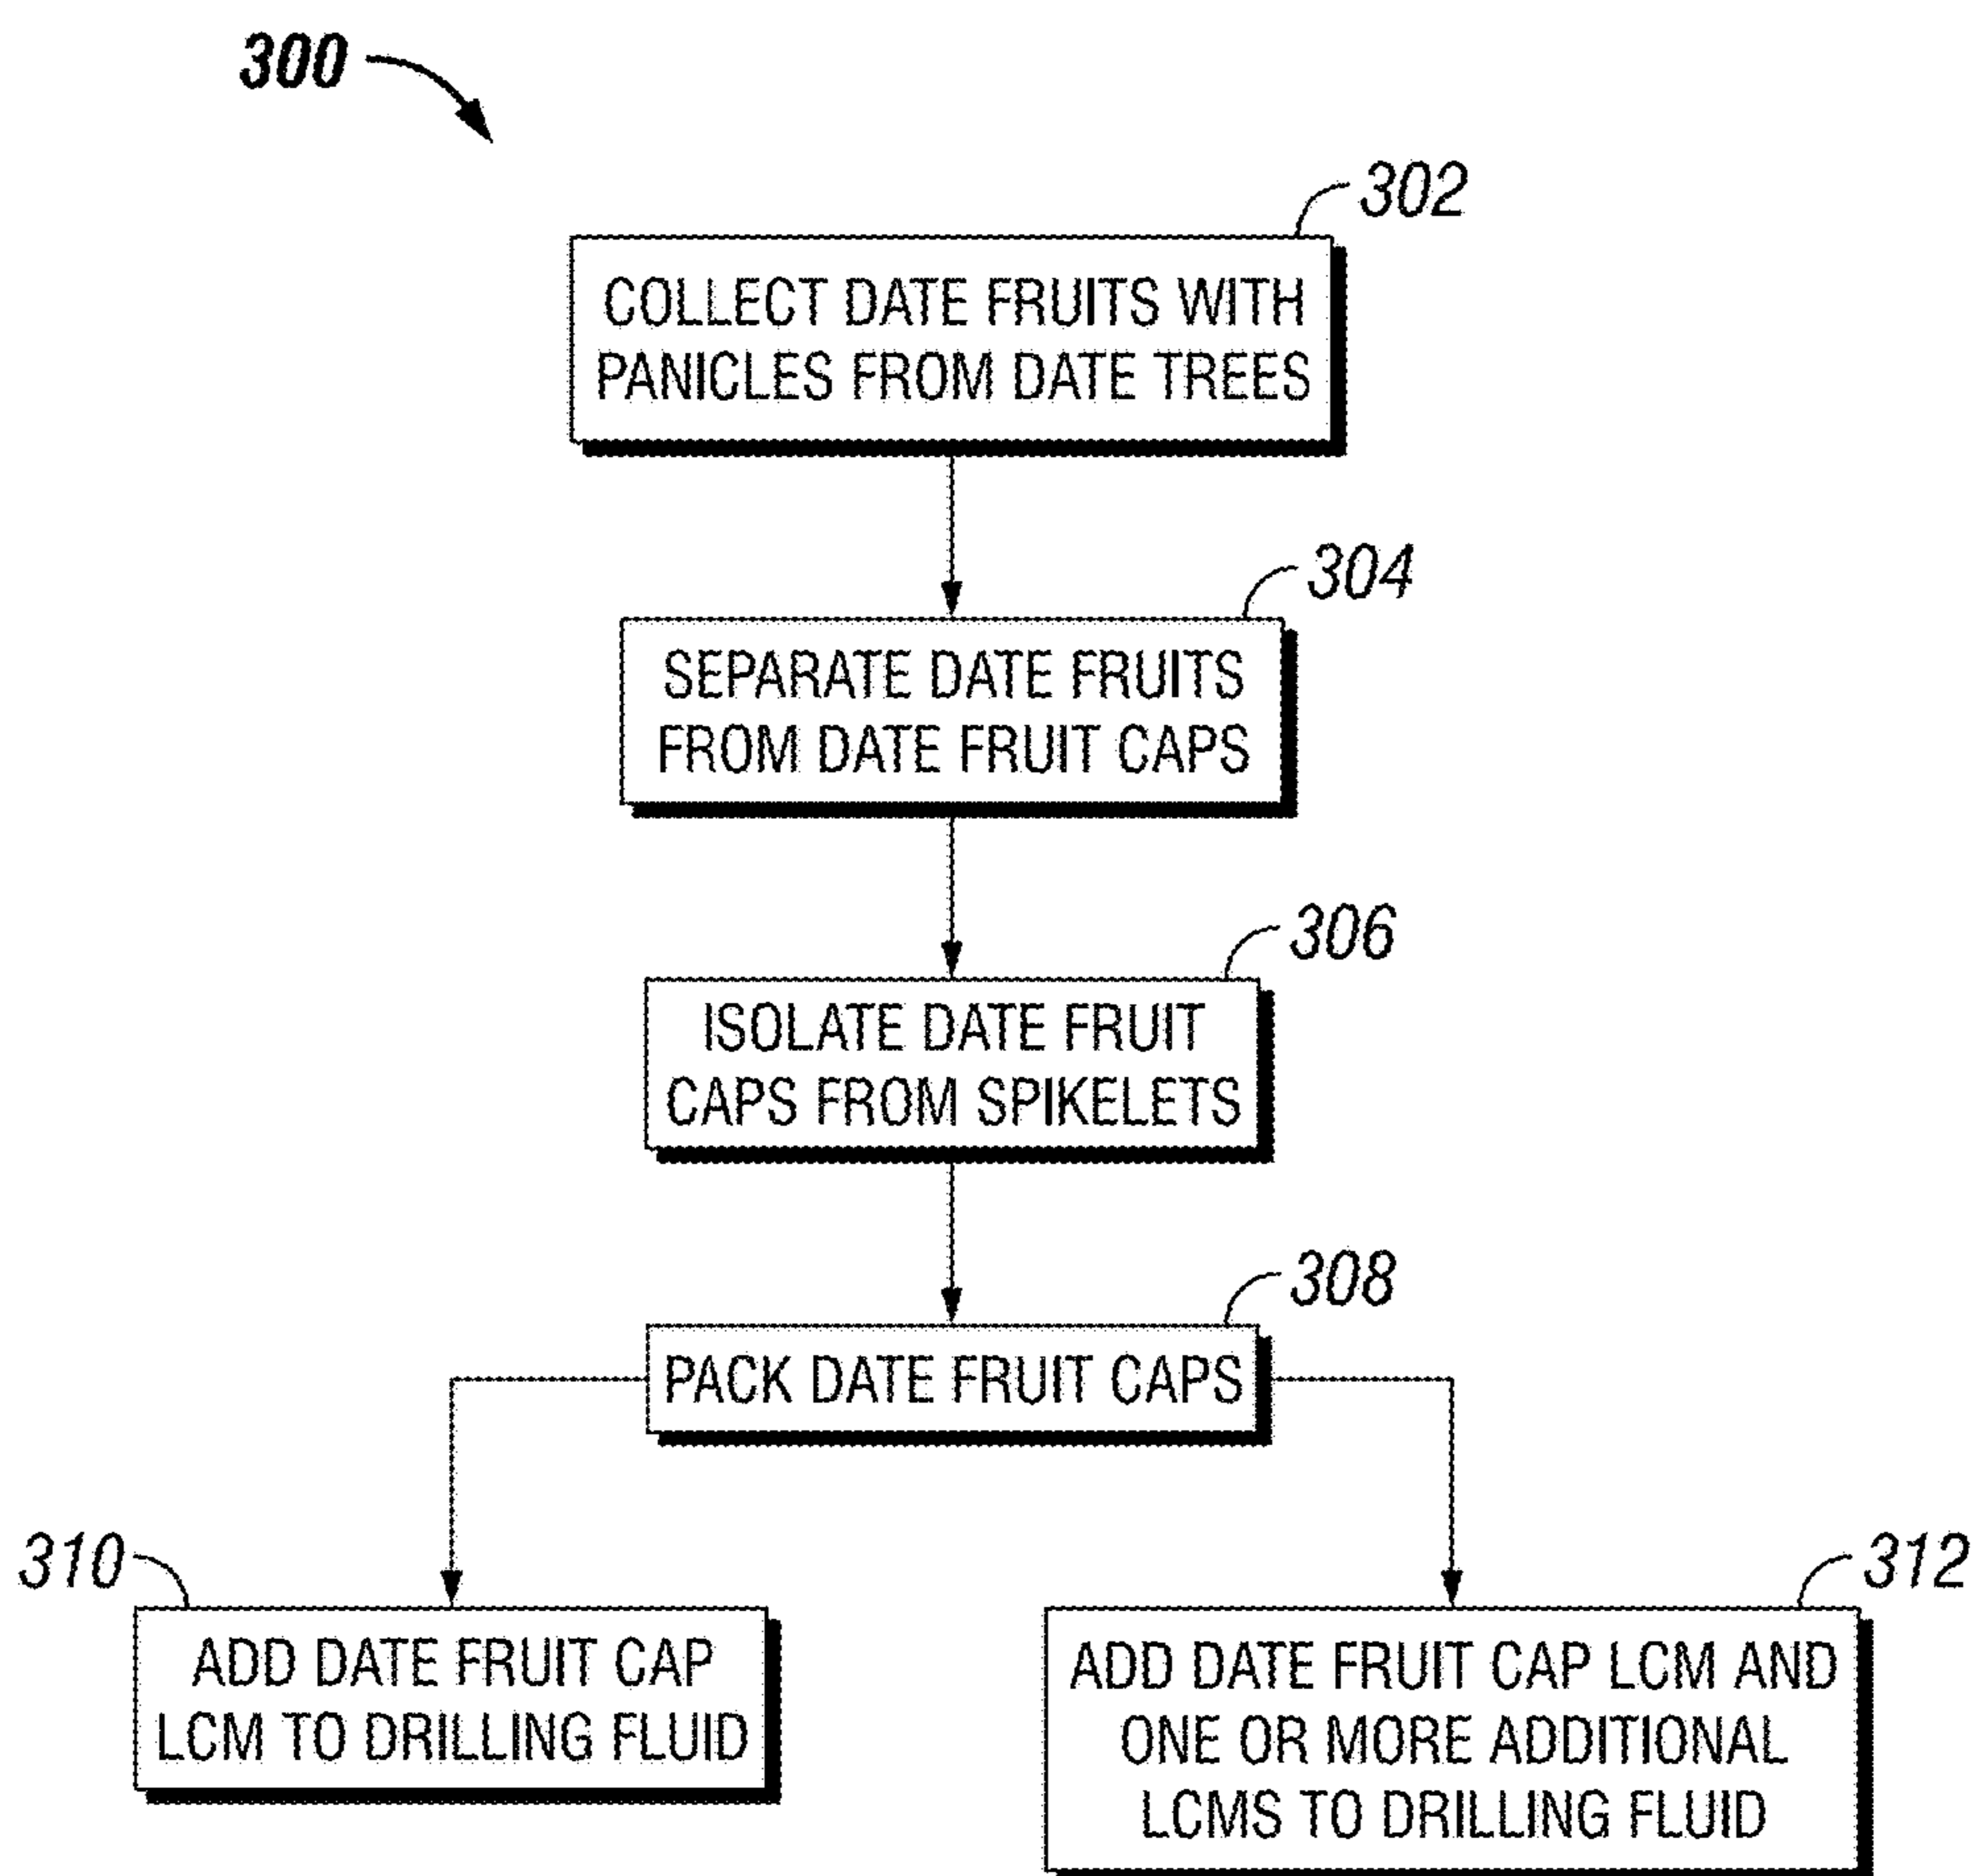 300
302
COLLECT DATE FRUITS WITH
PANICLES FROM DATE TREES
304
SEPARATE DATE FRUITS
FROM DATE FRUIT CAPS
306
ISOLATE DATE FRUIT
CAPS FROM SPIKELETS
308
PACK DATE FRUIT CAPS
310
ADD DATE FRUIT CAP
LCM TO DRILLING FLUID
312
ADD DATE FRUIT CAP LCM AND
ONE OR MORE ADDITIONAL
LCMS TO DRILLING FLUID